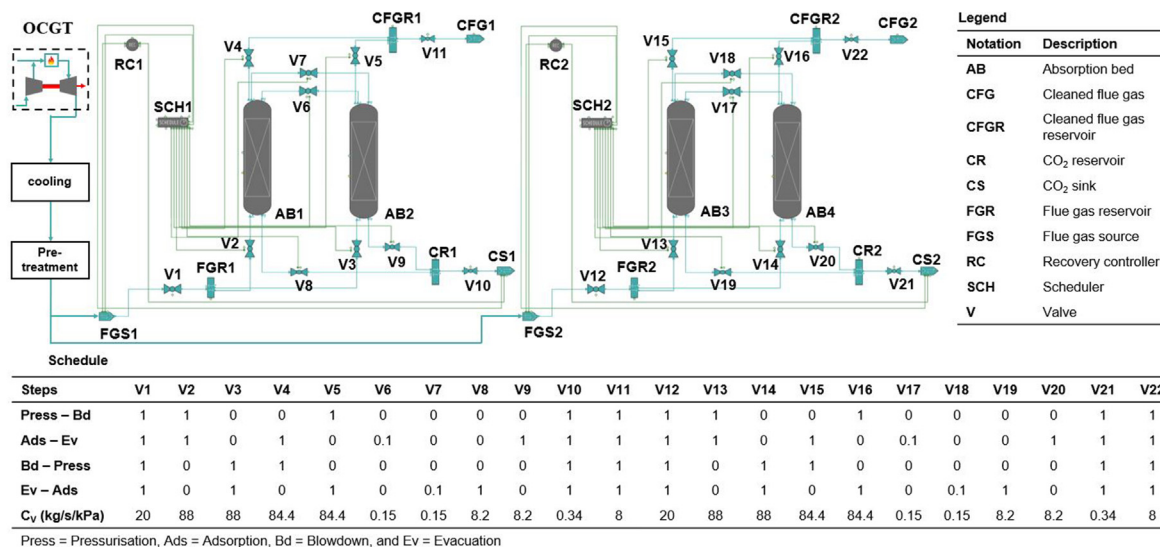 OCGT
cooling
Pre-
treatment
RC1
SCH1
V4
V7
V6
V5
CFGR1
V11
CFG1
AB1
AB2
V2
V3
V9
V1
FGR1
V8
CR1
V10
CS1
FGS1
RC2
SCH2
V15
V18
V17
V16
CFGR2
V22
CFG2
AB3
AB4
V13
V14
V20
V12
FGR2
V19
CR2
V21
CS2
FGS2
Legend
Notation Description
AB Absorption bed
CFG Cleaned flue gas
CFGR Cleaned flue gas
reservoir
CR CO₂ reservoir
CS CO₂ sink
FGR Flue gas reservoir
FGS Flue gas source
RC Recovery controller
SCH Scheduler
V Valve
Schedule
Steps V1 V2 V3 V4 V5 V6 V7 V8 V9 V10 V11 V12 V13 V14 V15 V16 V17 V18 V19 V20 V21 V22
Press – Bd 1 1 0 0 1 0 0 0 0 1 1 1 1 0 0 1 0 0 0 0 1 1
Ads – Ev 1 1 0 1 0 0.1 0 0 1 1 1 1 1 0 1 0 0.1 0 0 1 1 1
Bd – Press 1 0 1 1 0 0 0 0 0 1 1 1 0 1 1 0 0 0 0 0 1 1
Ev – Ads 1 0 1 0 1 0 0.1 1 0 1 1 1 0 1 0 1 0 0.1 1 0 1 1
Cᵥ (kg/s/kPa) 20 88 88 84.4 84.4 0.15 0.15 8.2 8.2 0.34 8 20 88 88 84.4 84.4 0.15 0.15 8.2 8.2 0.34 8
Press = Pressurisation, Ads = Adsorption, Bd = Blowdown, and Ev = Evacuation